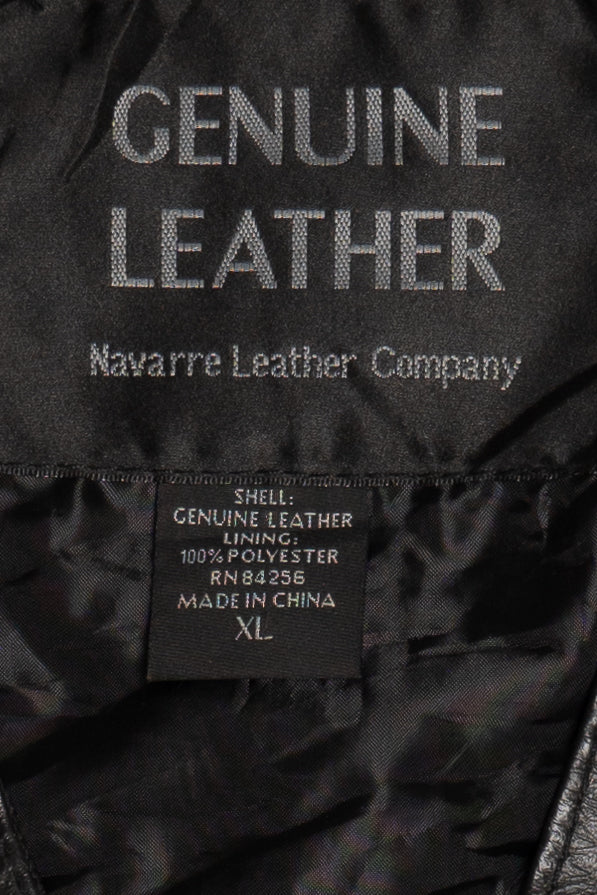 GENUINE
LEATHER
Navarre Leather Company
SHELL:
GENUINE LEATHER
LINING:
100% POLYESTER
RN 84256
MADE IN CHINA
XL